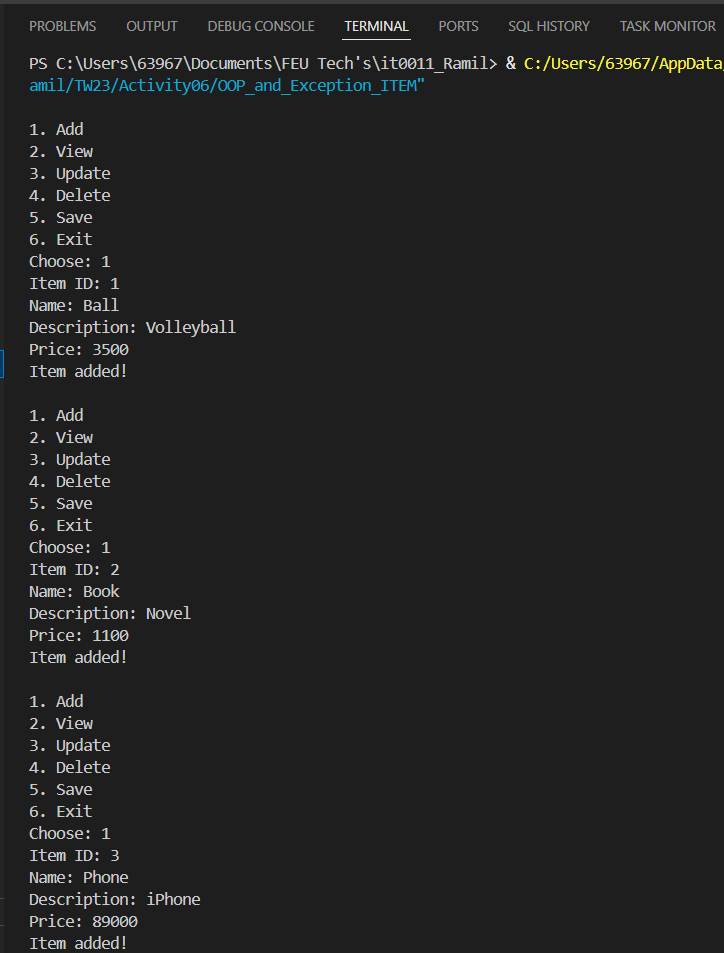 PROBLEMS OUTPUT DEBUG CONSOLE TERMINAL PORTS SQL HISTORY TASK MONITOR
PS C:\Users\63967\Documents\FEU Tech's\it0011_Ramil> & C:/Users/63967/AppData/
amil/TW23/Activity06/OOP_and_Exception_ITEM"
1. Add
2. View
3. Update
4. Delete
5. Save
6. Exit
Choose: 1
Item ID: 1
Name: Ball
Description: Volleyball
Price: 3500
Item added!
1. Add
2. View
3. Update
4. Delete
5. Save
6. Exit
Choose: 1
Item ID: 2
Name: Book
Description: Novel
Price: 1100
Item added!
1. Add
2. View
3. Update
4. Delete
5. Save
6. Exit
Choose: 1
Item ID: 3
Name: Phone
Description: iPhone
Price: 89000
Item added!